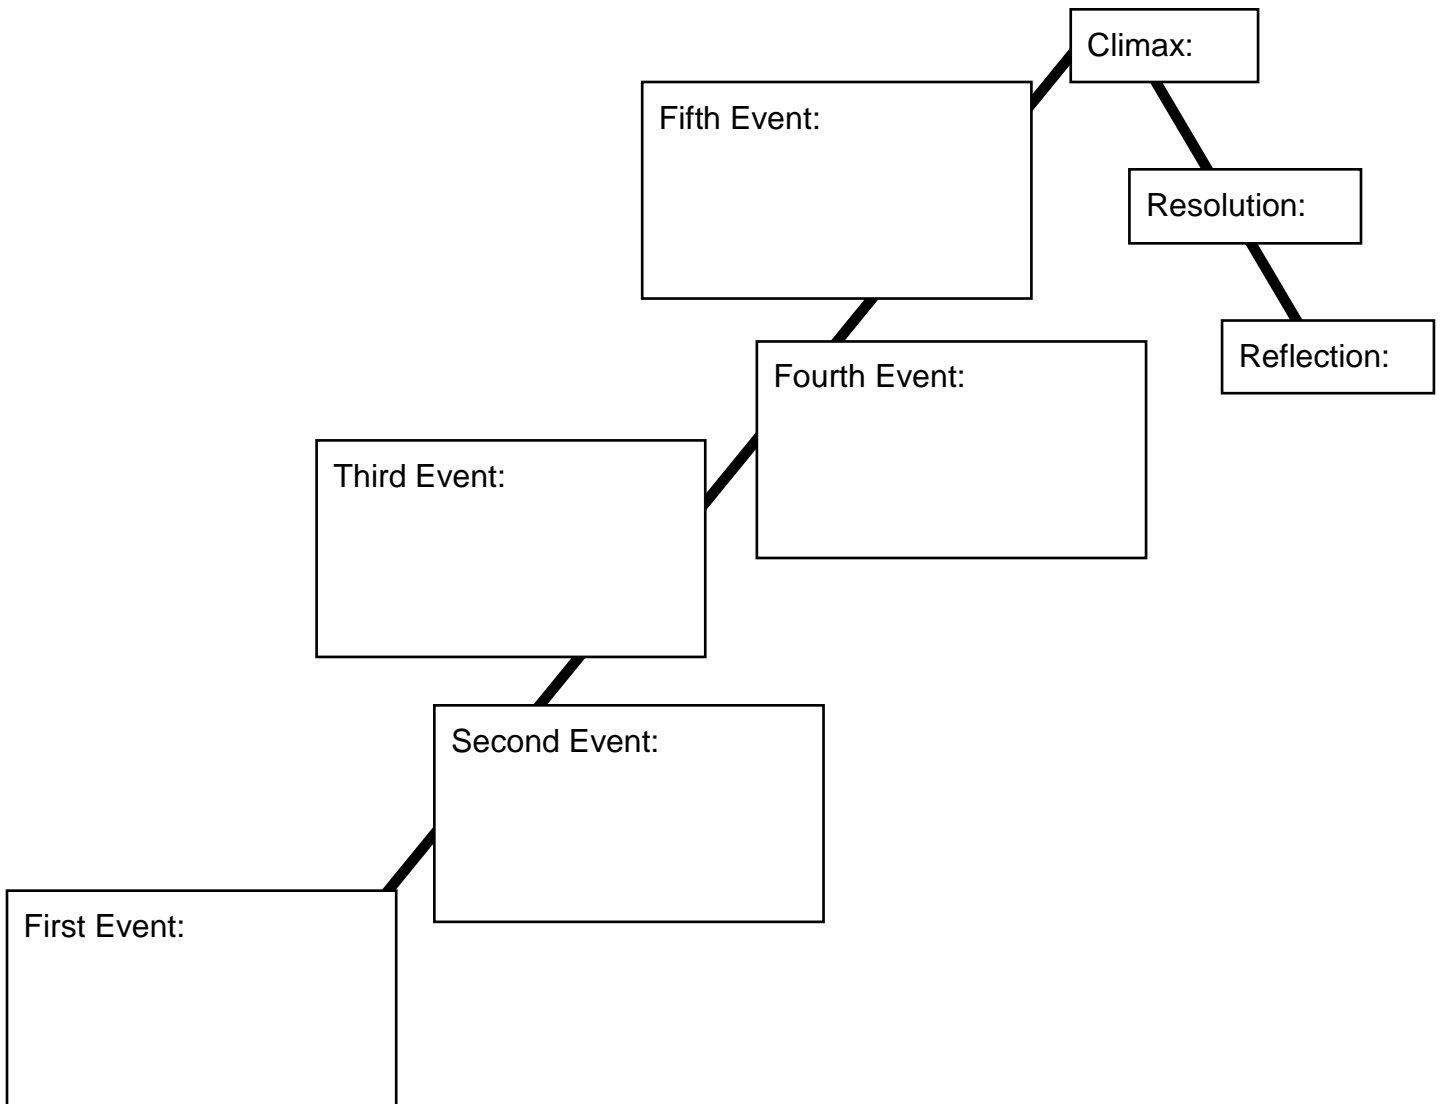 Climax:
Fifth Event:
Resolution:
Reflection:
Fourth Event:
Third Event:
Second Event:
First Event: